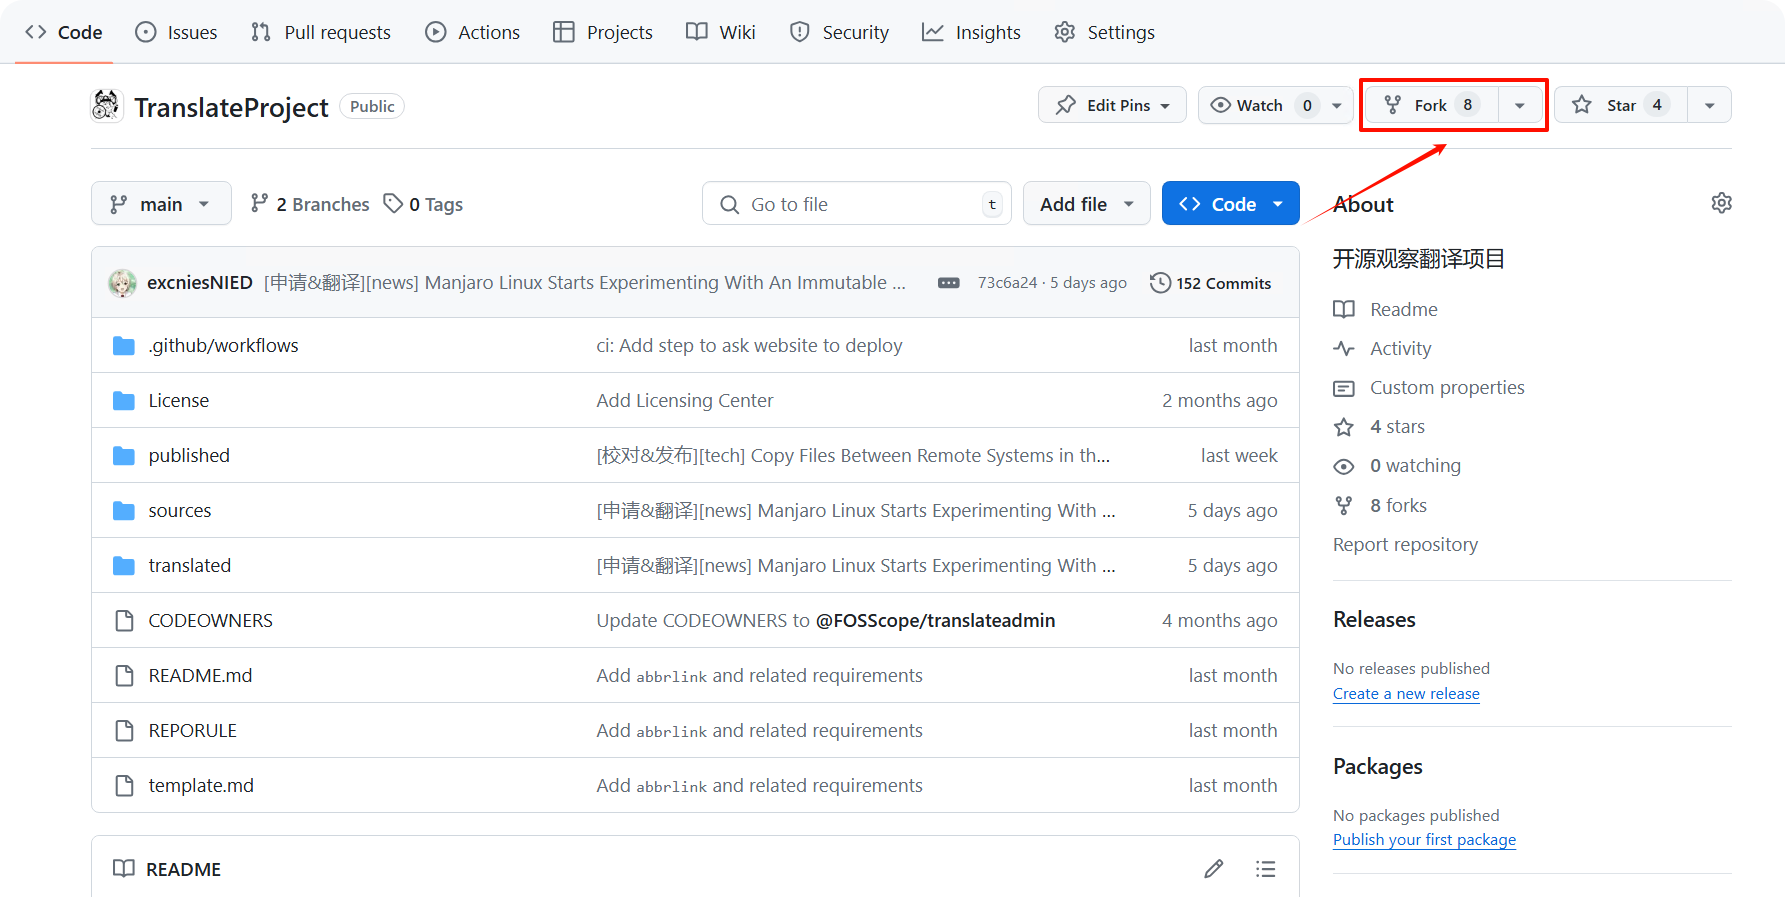 Code Issues Pull requests Actions Projects Wiki Security Insights Settings
TranslateProject Public Edit Pins Watch 0 Fork 8 Star 4
main 2 Branches 0 Tags Go to file t Add file Code
excniesNIED [申请&翻译][news] Manjaro Linux Starts Experimenting With An Immutable ... 73c6a24 · 5 days ago 152 Commits
.github/workflows ci: Add step to ask website to deploy last month
License Add Licensing Center 2 months ago
published [校对&发布][tech] Copy Files Between Remote Systems in th... last week
sources [申请&翻译][news] Manjaro Linux Starts Experimenting With ... 5 days ago
translated [申请&翻译][news] Manjaro Linux Starts Experimenting With ... 5 days ago
CODEOWNERS Update CODEOWNERS to @FOSScope/translateadmin 4 months ago
README.md Add abbrlink and related requirements last month
REPORULE Add abbrlink and related requirements last month
template.md Add abbrlink and related requirements last month
README
About
开源观察翻译项目
Readme
Activity
Custom properties
4 stars
0 watching
8 forks
Report repository
Releases
No releases published
Create a new release
Packages
No packages published
Publish your first package